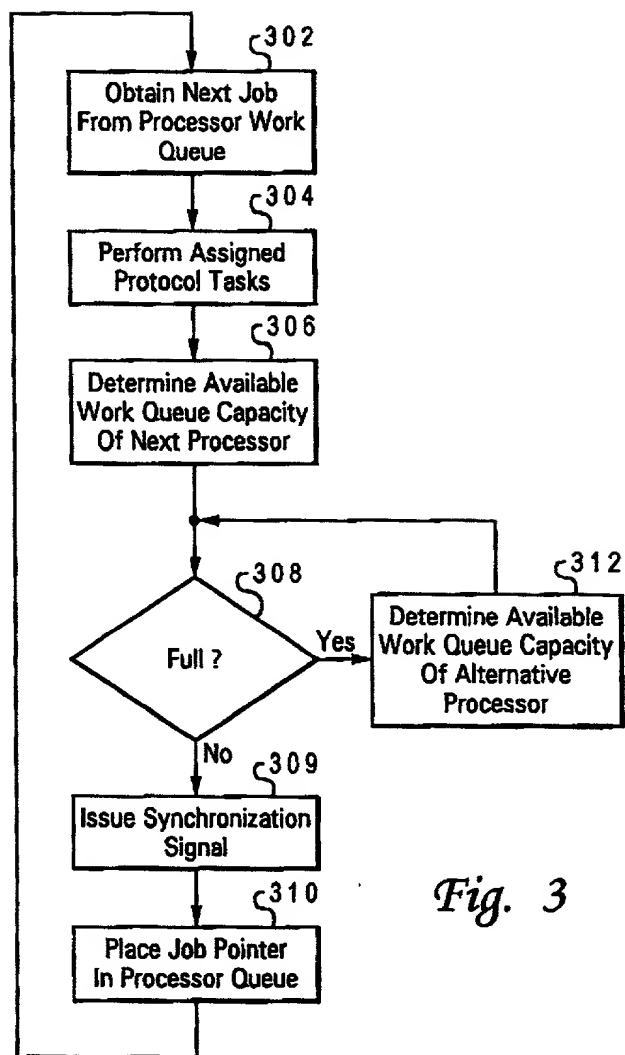 302
Obtain Next Job
From Processor Work
Queue
304
Perform Assigned
Protocol Tasks
306
Determine Available
Work Queue Capacity
Of Next Processor
308
Full ?
Yes
312
Determine Available
Work Queue Capacity
Of Alternative
Processor
No
309
Issue Synchronization
Signal
310
Place Job Pointer
In Processor Queue
Fig. 3